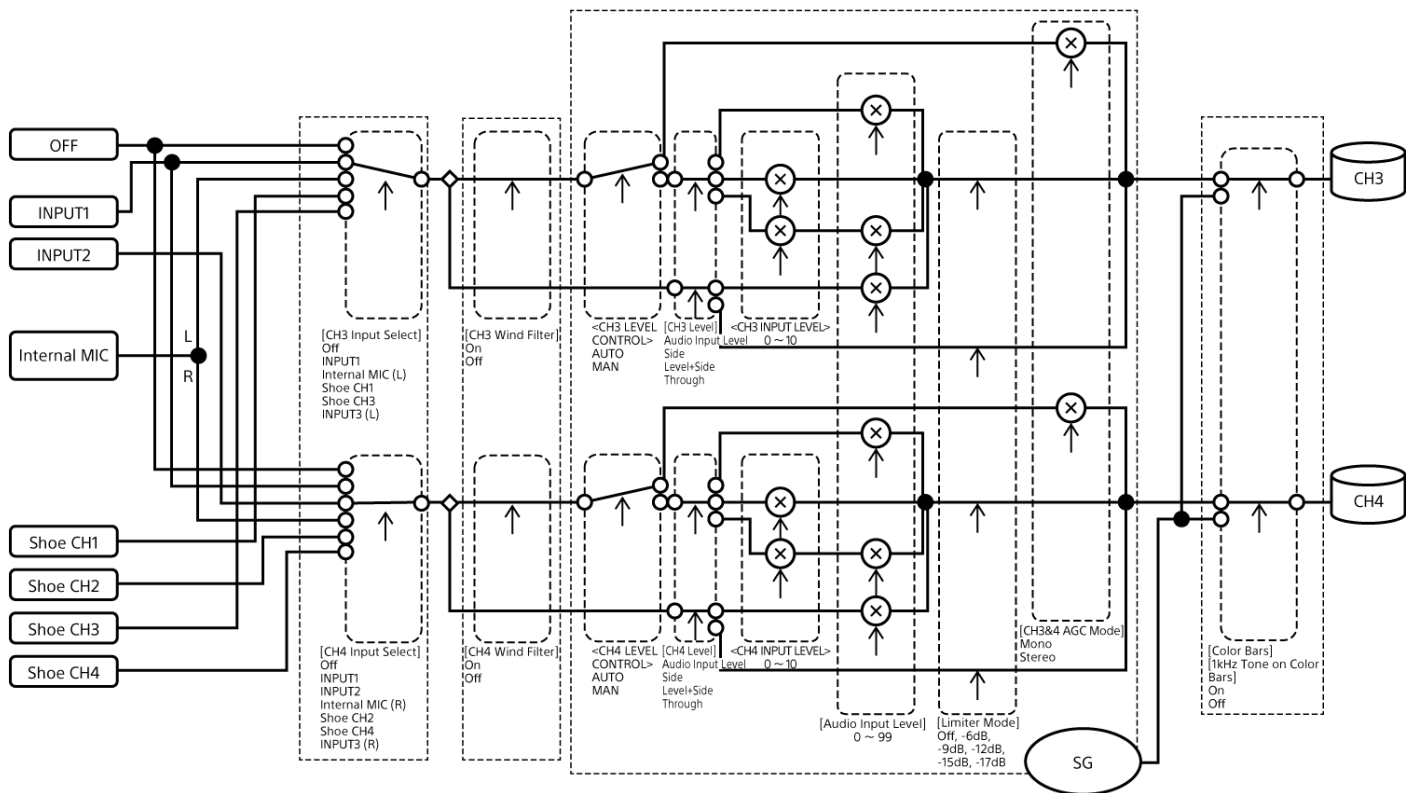 OFF
INPUT1
INPUT2
Internal MIC
L
R
Shoe CH1
Shoe CH2
Shoe CH3
Shoe CH4
[CH3 Input Select]
Off
INPUT1
Internal MIC (L)
Shoe CH1
Shoe CH3
INPUT3 (L)
[CH3 Wind Filter]
On
Off
<CH3 LEVEL
CONTROL>
AUTO
MAN
[CH3 Level]
Audio Input Level
Side
Level+Side
Through
<CH3 INPUT LEVEL>
0 ~ 10
CH3
[CH4 Input Select]
Off
INPUT1
INPUT2
Internal MIC (R)
Shoe CH2
Shoe CH4
INPUT3 (R)
[CH4 Wind Filter]
On
Off
<CH4 LEVEL
CONTROL>
AUTO
MAN
[CH4 Level]
Audio Input Level
Side
Level+Side
Through
<CH4 INPUT LEVEL>
0 ~ 10
[Audio Input Level]
0 ~ 99
[Limiter Mode]
Off, -6dB,
-9dB, -12dB,
-15dB, -17dB
[CH3&4 AGC Mode]
Mono
Stereo
SG
[Color Bars]
[1kHz Tone on Color
Bars]
On
Off
CH4